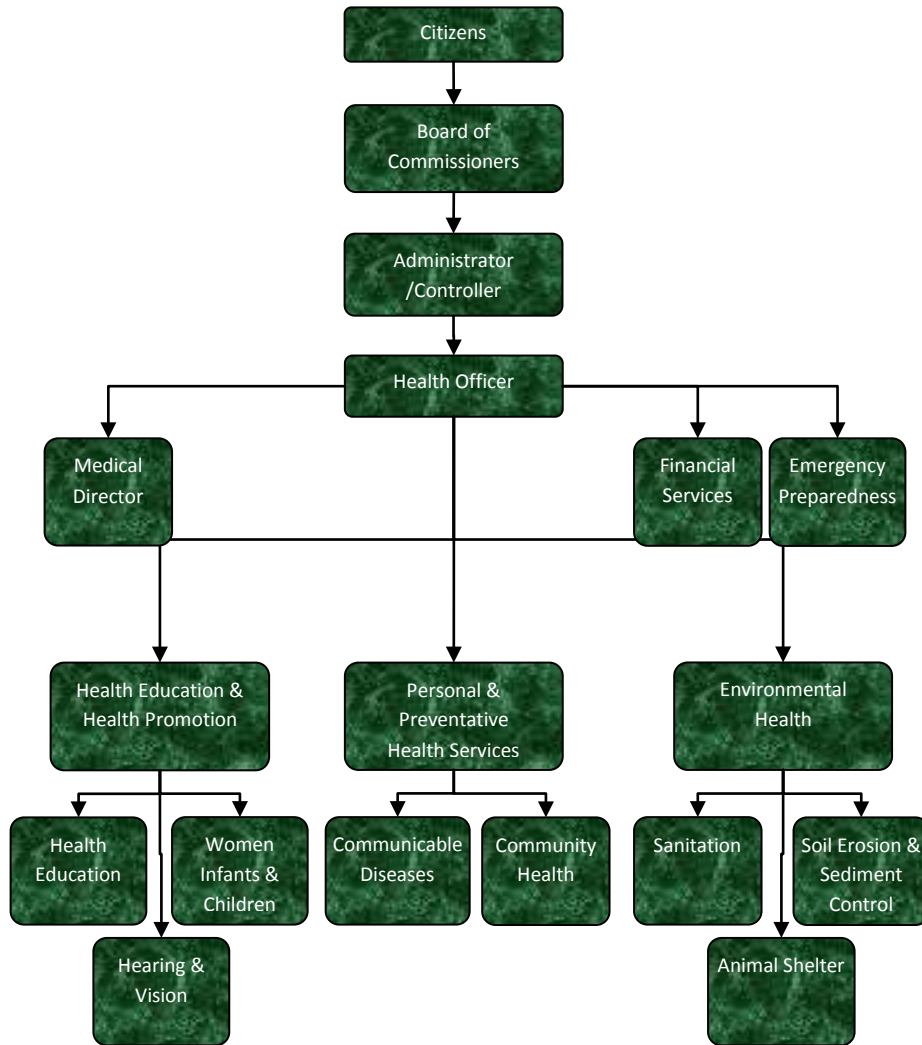 Citizens
Board of
Commissioners
Administrator
/Controller
Health Officer
Medical
Director
Financial
Services
Emergency
Preparedness
Health Education &
Health Promotion
Personal &
Preventative
Health Services
Environmental
Health
Health
Education
Women
Infants &
Children
Communicable
Diseases
Community
Health
Sanitation
Soil Erosion &
Sediment
Control
Hearing &
Vision
Animal Shelter